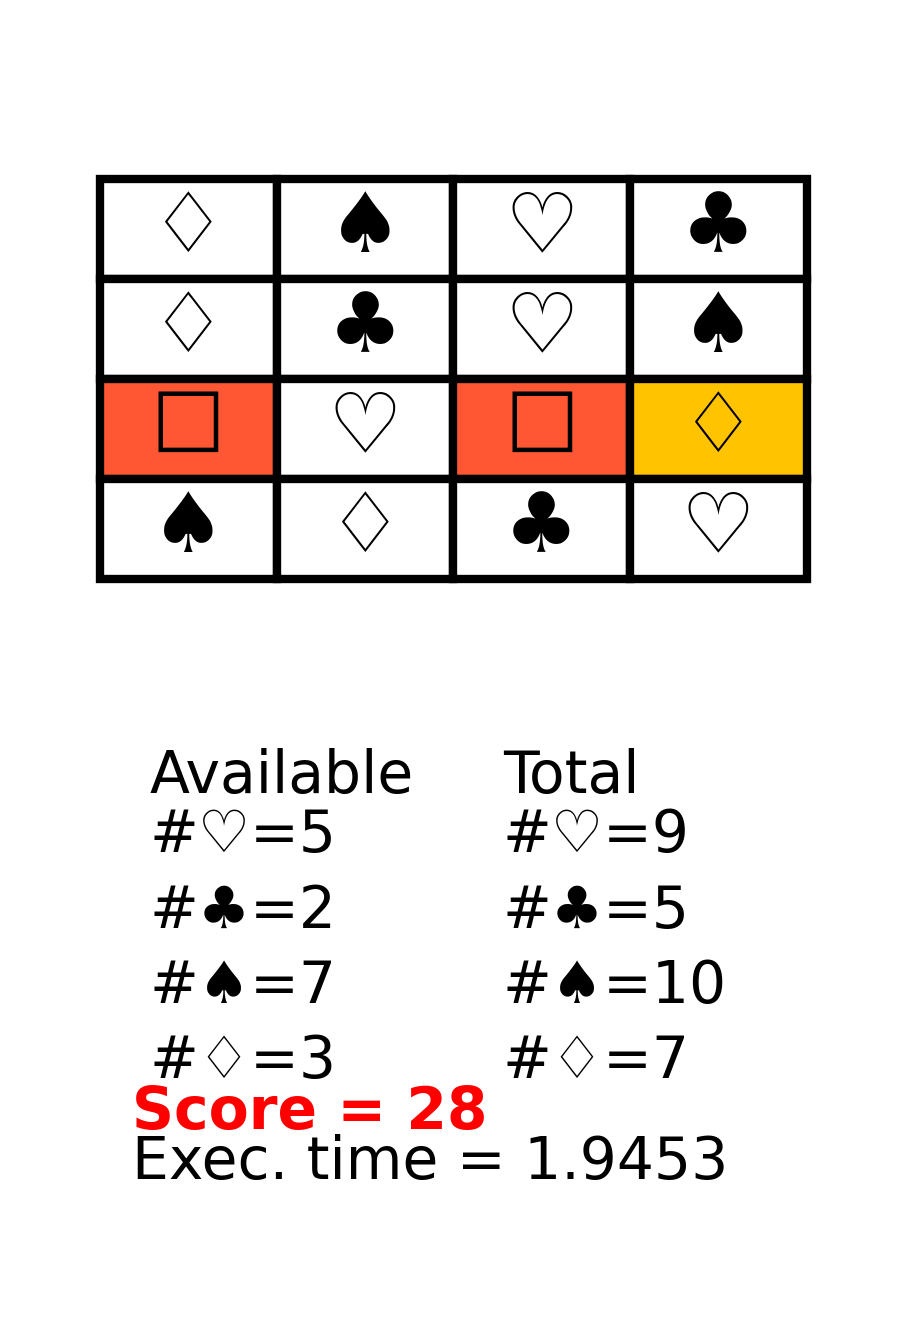 ♢ ♠ ♡ ♣
♢ ♣ ♡ ♠
□ ♡ □ ♢
♠ ♢ ♣ ♡
Available Total
#♡=5 #♡=9
#♣=2 #♣=5
#♠=7 #♠=10
#♢=3 #♢=7
Score = 28
Exec. time = 1.9453